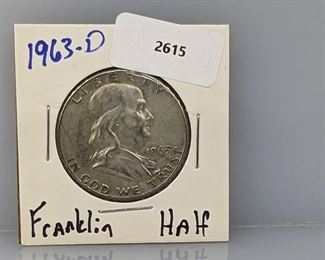 1963-D
2615
LIBERTY
1963
IN GOD WE TRUST
Franklin Half